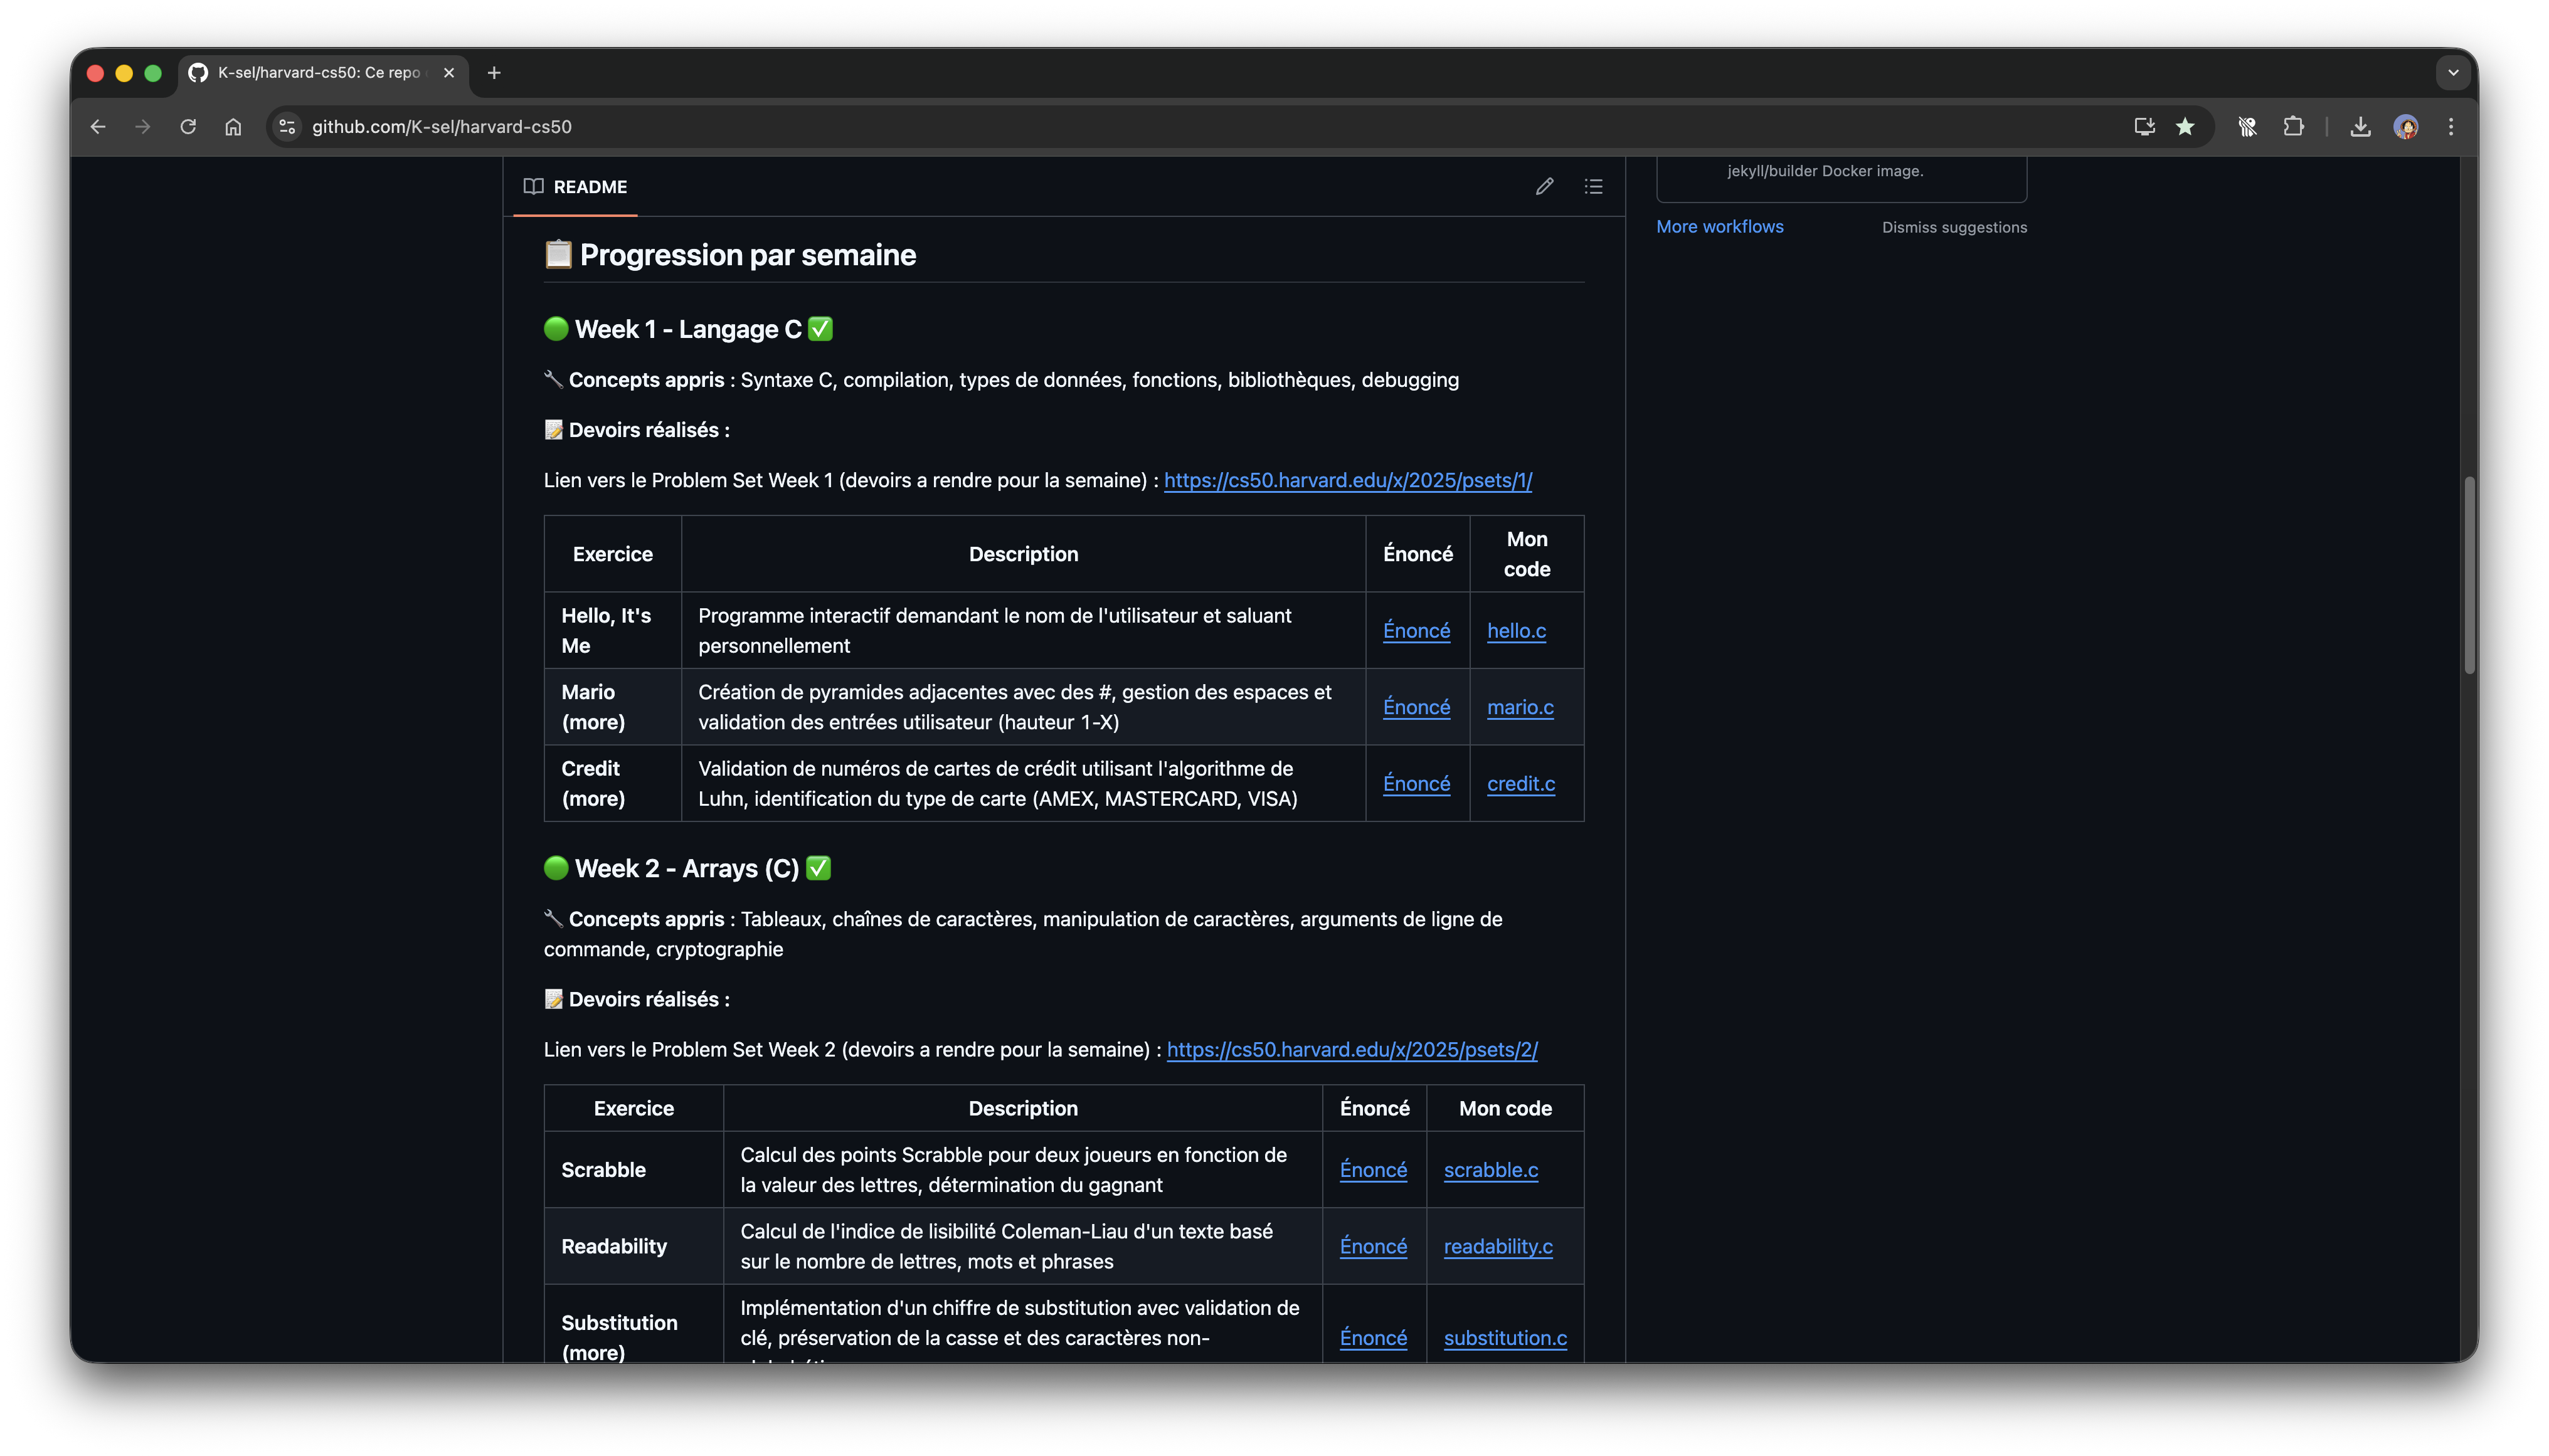 K-sel/harvard-cs50: Ce repo
github.com/K-sel/harvard-cs50
README
jekyll/builder Docker image.
More workflows
Dismiss suggestions
Progression par semaine
Week 1 - Langage C
Concepts appris : Syntaxe C, compilation, types de données, fonctions, bibliothèques, debugging
Devoirs réalisés :
Lien vers le Problem Set Week 1 (devoirs a rendre pour la semaine) : https://cs50.harvard.edu/x/2025/psets/1/
Exercice
Description
Énoncé
Mon
code
Hello, It's
Me
Programme interactif demandant le nom de l'utilisateur et saluant
personnellement
Énoncé
hello.c
Mario
(more)
Création de pyramides adjacentes avec des #, gestion des espaces et
validation des entrées utilisateur (hauteur 1-X)
Énoncé
mario.c
Credit
(more)
Validation de numéros de cartes de crédit utilisant l'algorithme de
Luhn, identification du type de carte (AMEX, MASTERCARD, VISA)
Énoncé
credit.c
Week 2 - Arrays (C)
Concepts appris : Tableaux, chaînes de caractères, manipulation de caractères, arguments de ligne de
commande, cryptographie
Devoirs réalisés :
Lien vers le Problem Set Week 2 (devoirs a rendre pour la semaine) : https://cs50.harvard.edu/x/2025/psets/2/
Exercice
Description
Énoncé
Mon code
Scrabble
Calcul des points Scrabble pour deux joueurs en fonction de
la valeur des lettres, détermination du gagnant
Énoncé
scrabble.c
Readability
Calcul de l'indice de lisibilité Coleman-Liau d'un texte basé
sur le nombre de lettres, mots et phrases
Énoncé
readability.c
Substitution
(more)
Implémentation d'un chiffre de substitution avec validation de
clé, préservation de la casse et des caractères non-
Énoncé
substitution.c